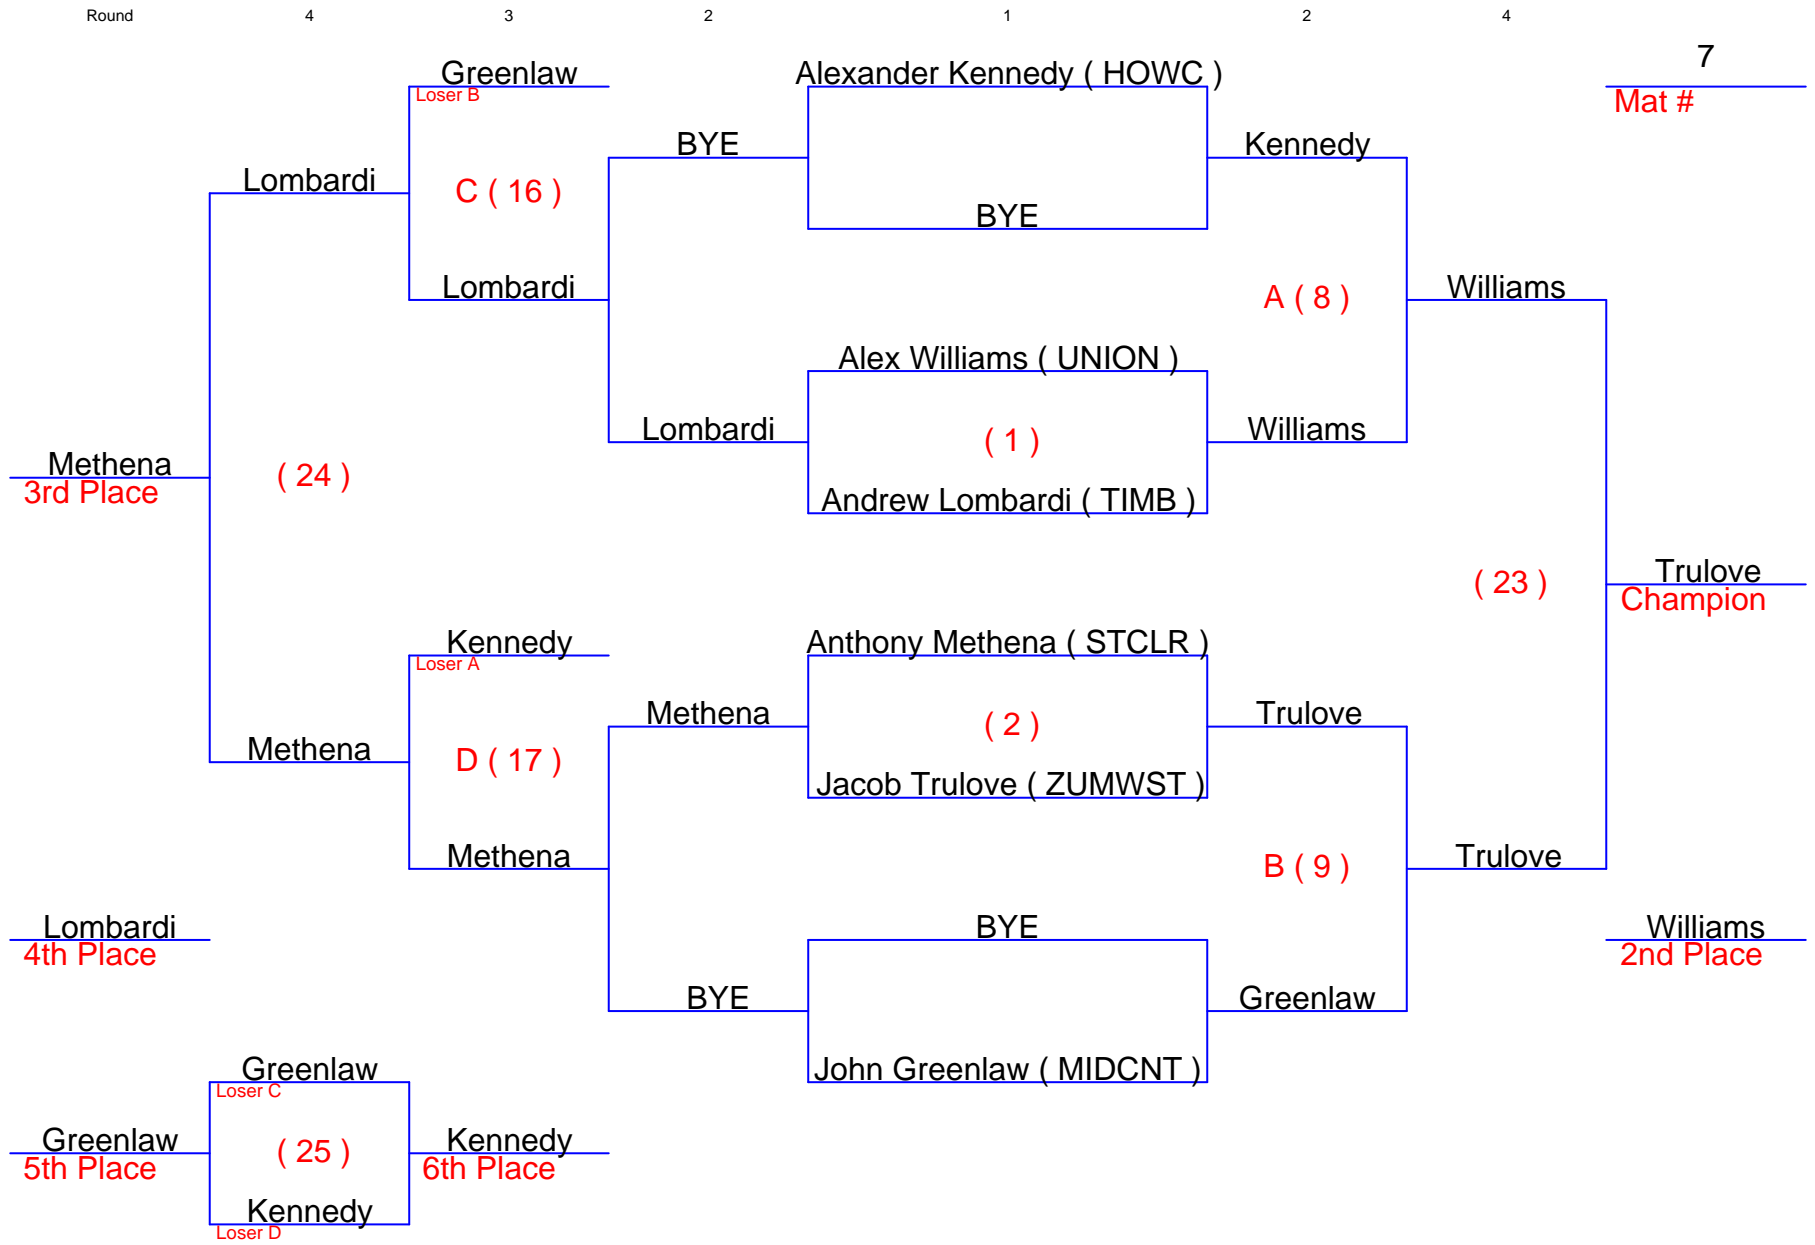 Round 4 3 2 1 2 4
7
Mat #
Greenlaw
Loser B
Alexander Kennedy ( HOWC )
BYE
Kennedy
Lombardi
C ( 16 )
BYE
Lombardi
A ( 8 )
Williams
Alex Williams ( UNION )
Lombardi
( 1 )
Williams
Methena
3rd Place
( 24 )
Andrew Lombardi ( TIMB )
( 23 )
Trulove
Champion
Kennedy
Loser A
Anthony Methena ( STCLR )
Methena
( 2 )
Trulove
Methena
D ( 17 )
Jacob Trulove ( ZUMWST )
Methena
B ( 9 )
Trulove
Lombardi
4th Place
BYE
Williams
2nd Place
BYE
Greenlaw
Greenlaw
Loser C
John Greenlaw ( MIDCNT )
Greenlaw
5th Place
( 25 )
Kennedy
6th Place
Kennedy
Loser D